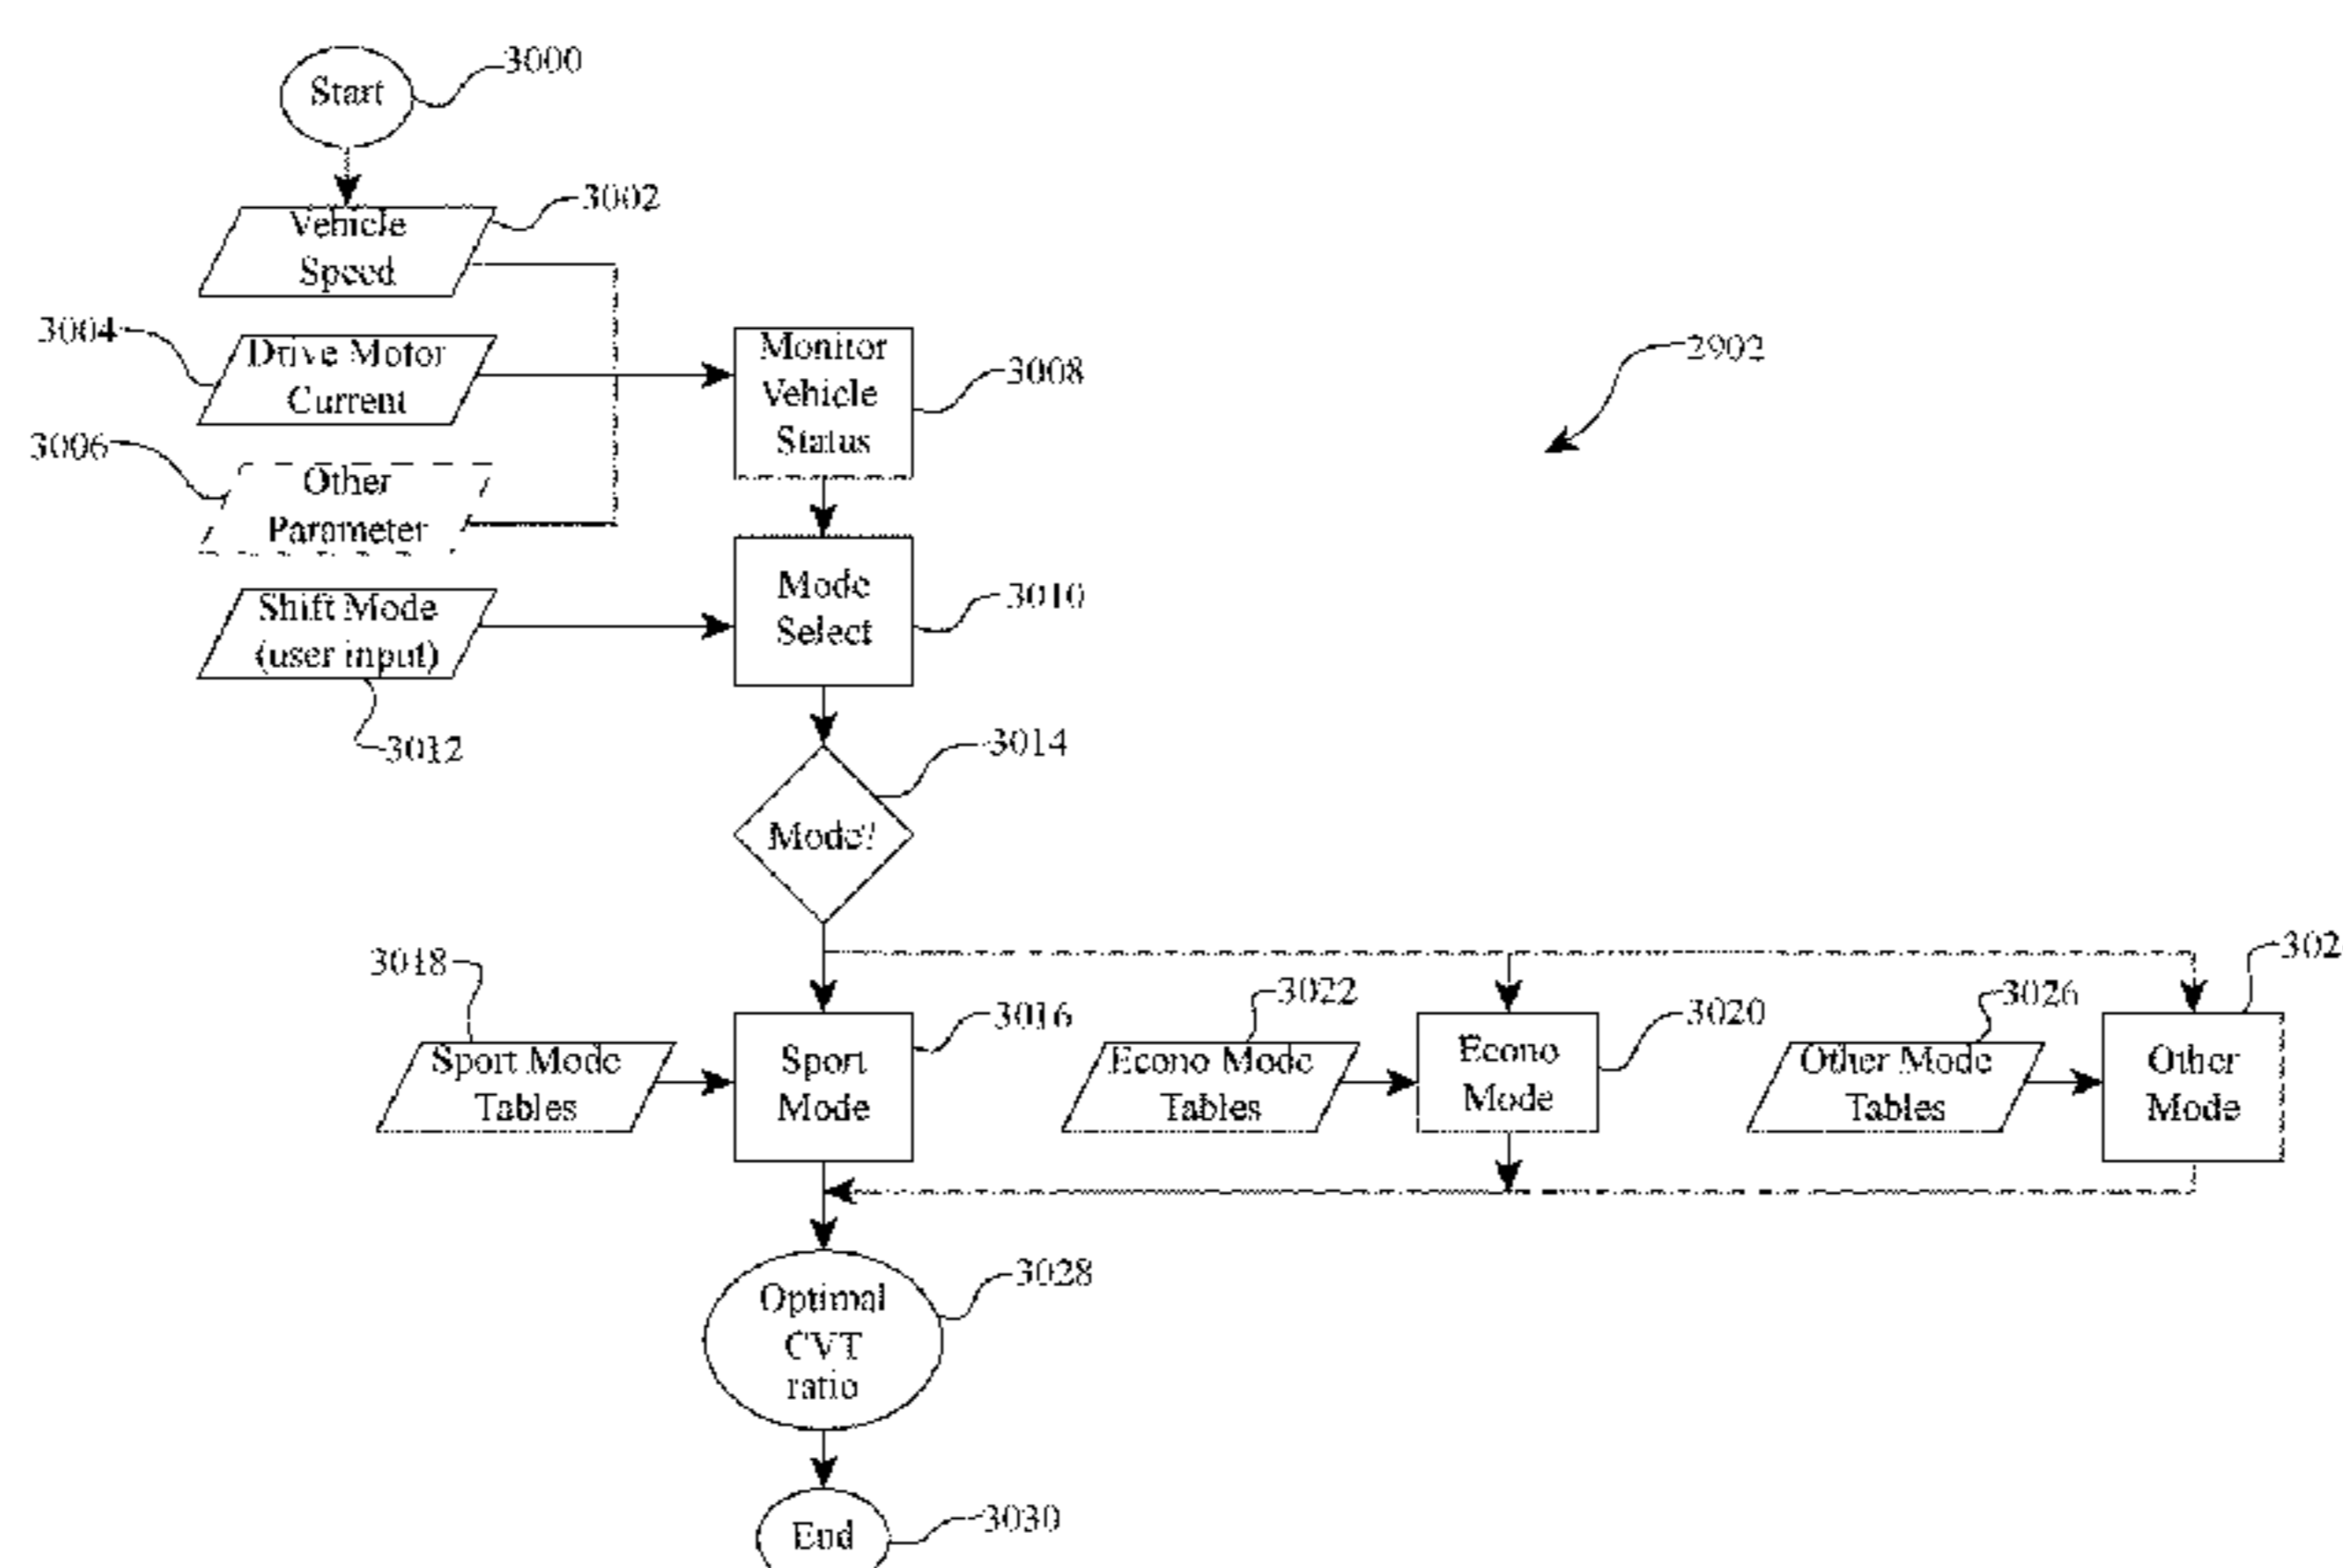 Start
3000
Vehicle
Speed
3002
3004
Drive Motor
Current
Monitor
Vehicle
Status
3008
2902
3006
Other
Parameter
Shift Mode
(user input)
3012
Mode
Select
3010
Mode?
3014
3018
Sport Mode
Tables
Sport
Mode
3016
3022
Econo Mode
Tables
Econo
Mode
3020
3026
Other Mode
Tables
302
Other
Mode
Optimal
CVT
ratio
3028
End
3030